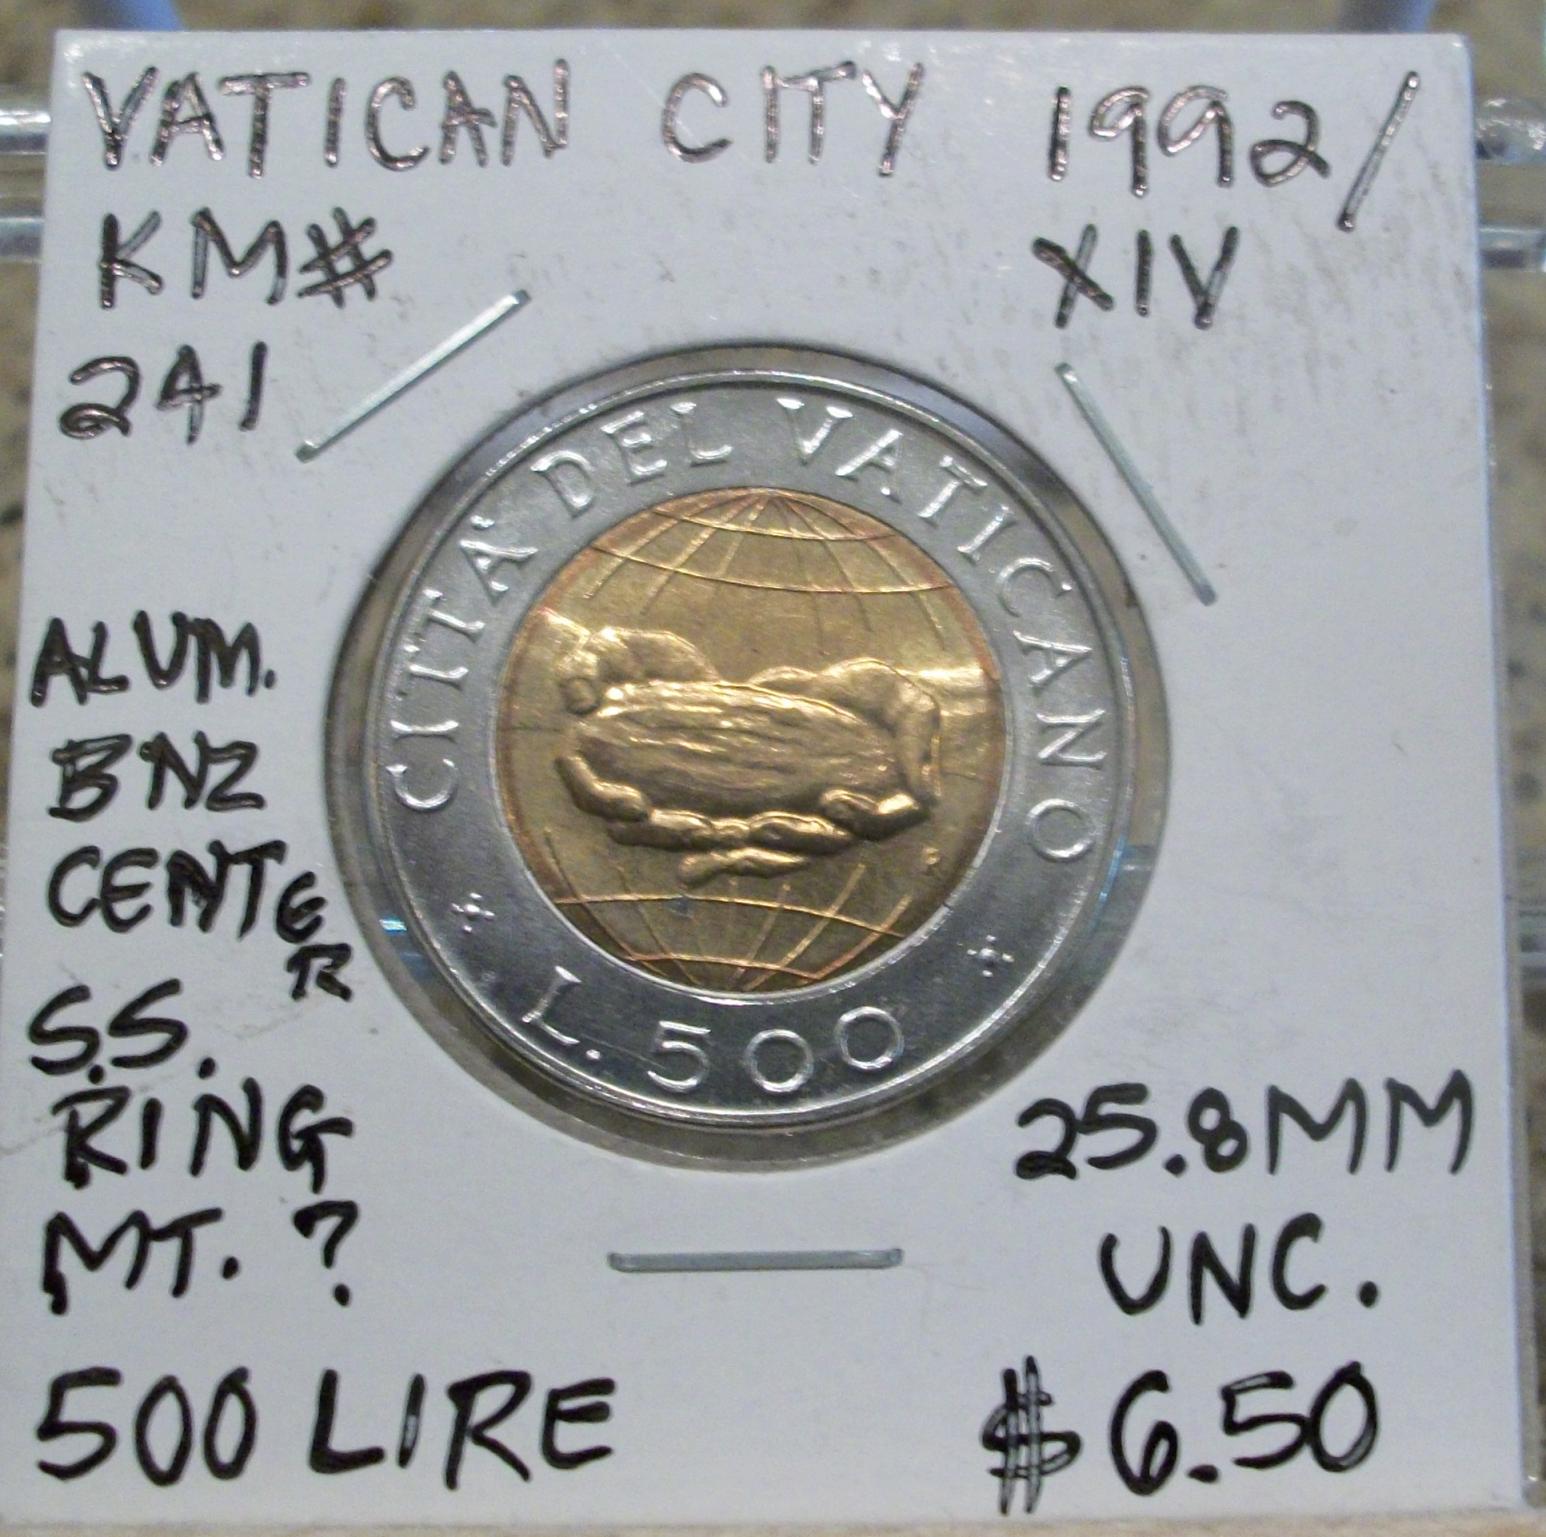 VATICAN CITY 1992/
KM# XIV
241
CITTA' DEL VATICANO
L. 500
ALUM.
BNZ
CENTER
S.S.
RING
MT. ?
500 LIRE
25.8MM
UNC.
$6.50